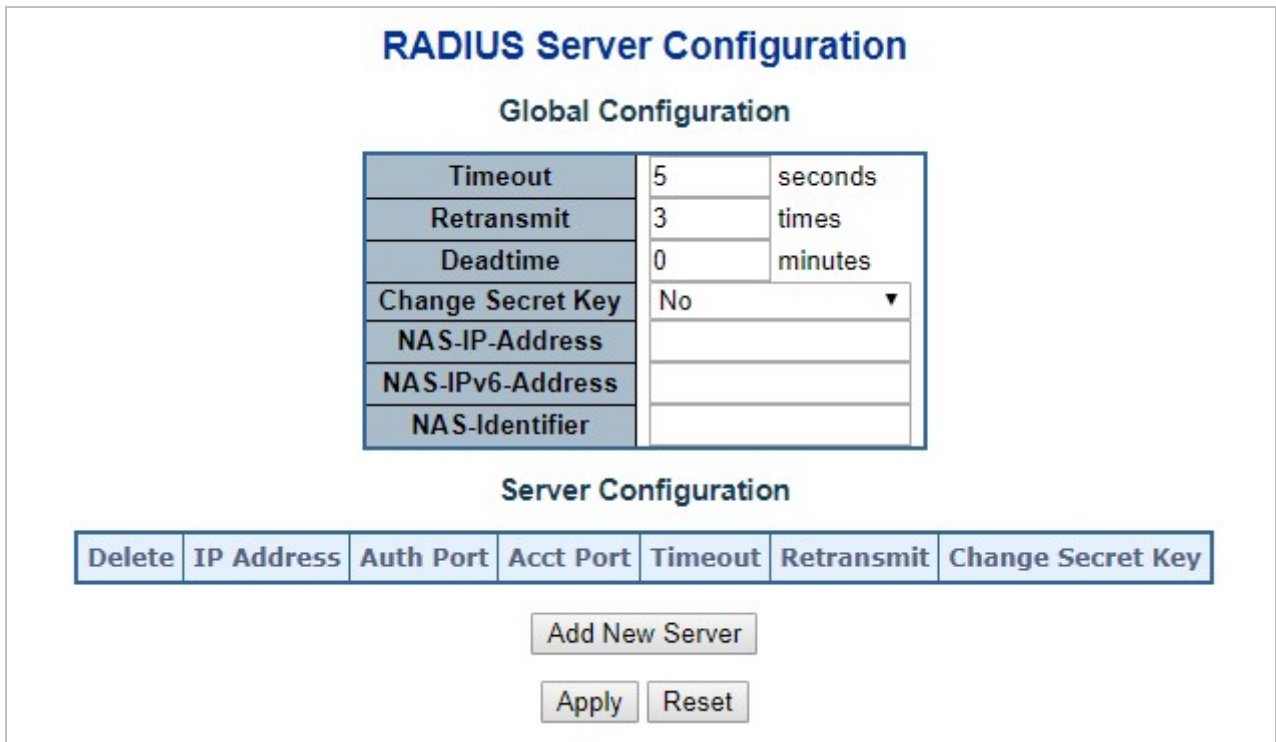 RADIUS Server Configuration
Global Configuration
Timeout 5 seconds
Retransmit 3 times
Deadtime 0 minutes
Change Secret Key No
NAS-IP-Address
NAS-IPv6-Address
NAS-Identifier
Server Configuration
Delete IP Address Auth Port Acct Port Timeout Retransmit Change Secret Key
Add New Server
Apply Reset